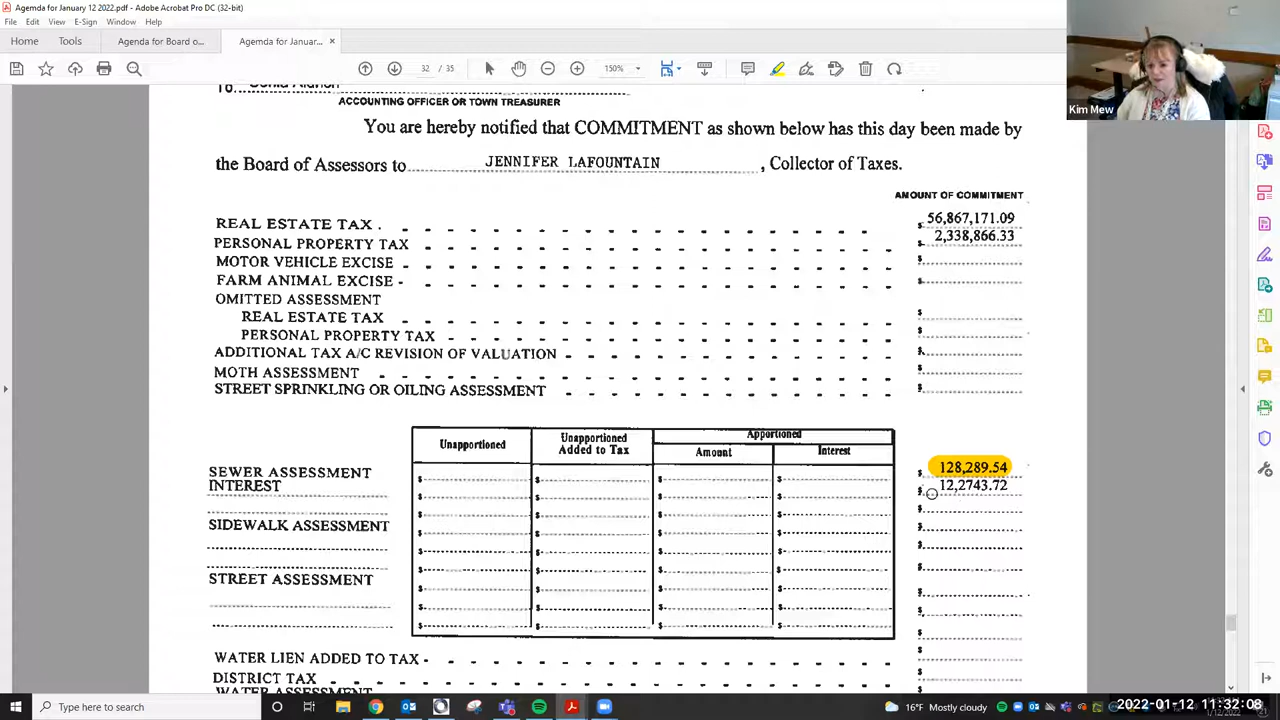 Agenda for January 12 2022.pdf - Adobe Acrobat Pro DC (32-bit)
File Edit View E-Sign Window Help
Home Tools Agenda for Board o... Agemda for Januar... ×
32 / 35 150%
Kim Mew
To
ACCOUNTING OFFICER OR TOWN TREASURER
You are hereby notified that COMMITMENT as shown below has this day been made by
the Board of Assessors to JENNIFER LAFOUNTAIN , Collector of Taxes.
AMOUNT OF COMMITMENT
REAL ESTATE TAX . $ 56,867,171.09
PERSONAL PROPERTY TAX $ 2,338,866.33
MOTOR VEHICLE EXCISE $
FARM ANIMAL EXCISE - $
OMITTED ASSESSMENT
REAL ESTATE TAX $
PERSONAL PROPERTY TAX $
ADDITIONAL TAX A/C REVISION OF VALUATION $
MOTH ASSESSMENT $
STREET SPRINKLING OR OILING ASSESSMENT $
Unapportioned Unapportioned Added to Tax Apportioned
Amount Interest
SEWER ASSESSMENT $ $ $ $ $ 128,289.54
INTEREST $ $ $ $ $ 12,2743.72
SIDEWALK ASSESSMENT
STREET ASSESSMENT
WATER LIEN ADDED TO TAX - $
DISTRICT TAX $
WATER ASSESSMENT $
Type here to search
16°F Mostly cloudy
2022-01-12 11:32:08